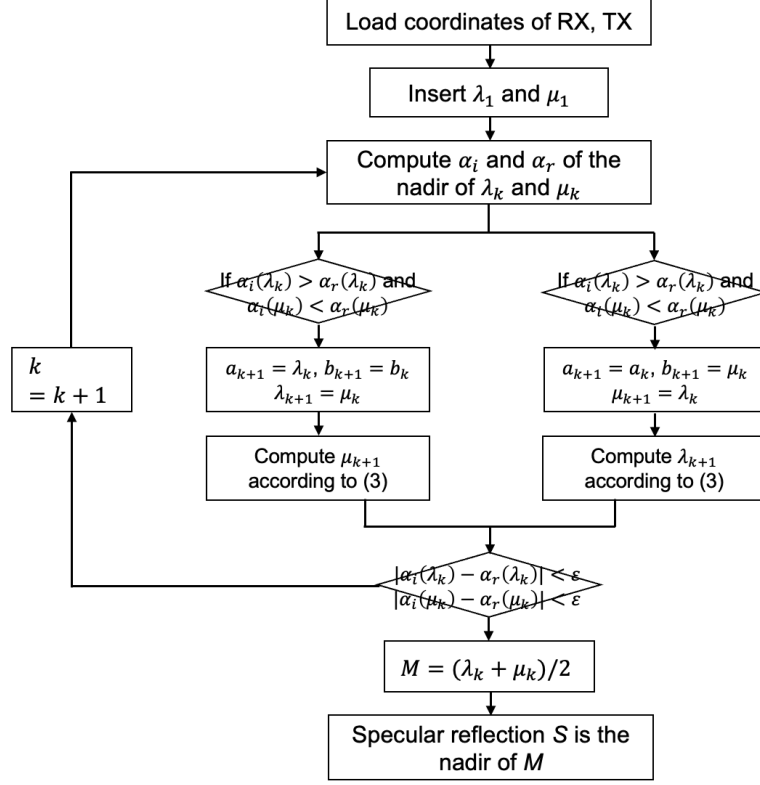 Load coordinates of RX, TX
Insert λ₁ and μ₁
Compute αᵢ and αᵣ of the
nadir of λₖ and μₖ
If αᵢ(λₖ) > αᵣ(λₖ) and
αᵢ(μₖ) < αᵣ(μₖ)
If αᵢ(λₖ) > αᵣ(λₖ) and
αᵢ(μₖ) < αᵣ(μₖ)
aₖ₊₁ = λₖ, bₖ₊₁ = bₖ
λₖ₊₁ = μₖ
aₖ₊₁ = aₖ, bₖ₊₁ = μₖ
μₖ₊₁ = λₖ
k
= k + 1
Compute μₖ₊₁
according to (3)
Compute λₖ₊₁
according to (3)
|αᵢ(λₖ) − αᵣ(λₖ)| < ε
|αᵢ(μₖ) − αᵣ(μₖ)| < ε
M = (λₖ + μₖ)/2
Specular reflection S is the
nadir of M